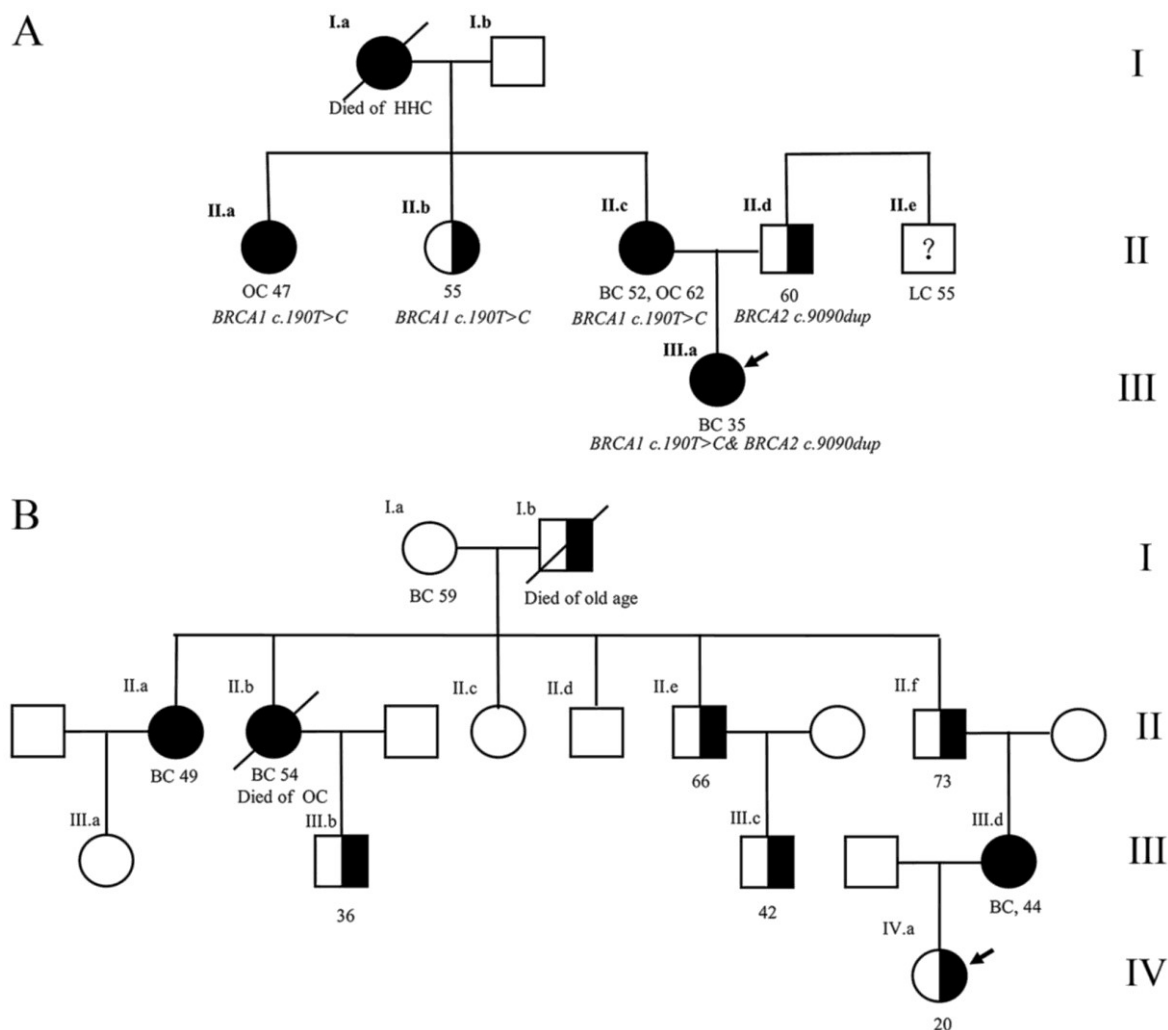 A
I.a
I.b
I
Died of HHC
II.a
II.b
II.c
II.d
II.e
?
II
OC 47
55
BC 52, OC 62
60
LC 55
BRCA1 c.190T>C
BRCA1 c.190T>C
BRCA1 c.190T>C
BRCA2 c.9090dup
III.a
III
BC 35
BRCA1 c.190T>C& BRCA2 c.9090dup
B
I.a
I.b
I
BC 59
Died of old age
II.a
II.b
II.c
II.d
II.e
II.f
II
BC 49
BC 54
Died of OC
66
73
III.a
III.b
III.c
III.d
III
36
42
BC, 44
IV.a
IV
20